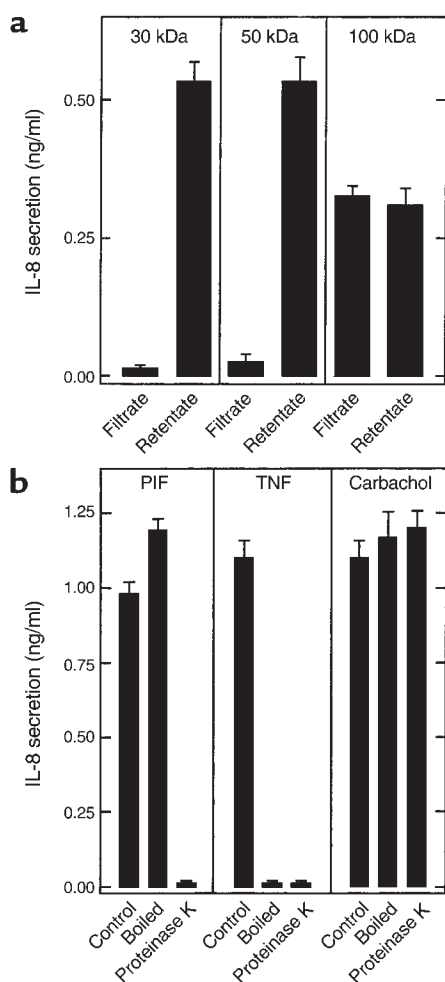 a
30 kDa 50 kDa 100 kDa
IL-8 secretion (ng/ml)
0.50
0.25
0.00
Filtrate Retentate Filtrate Retentate Filtrate Retentate
b
PIF TNF Carbachol
IL-8 secretion (ng/ml)
1.25
1.00
0.75
0.50
0.25
0.00
Control Boiled Proteinase K Control Boiled Proteinase K Control Boiled Proteinase K